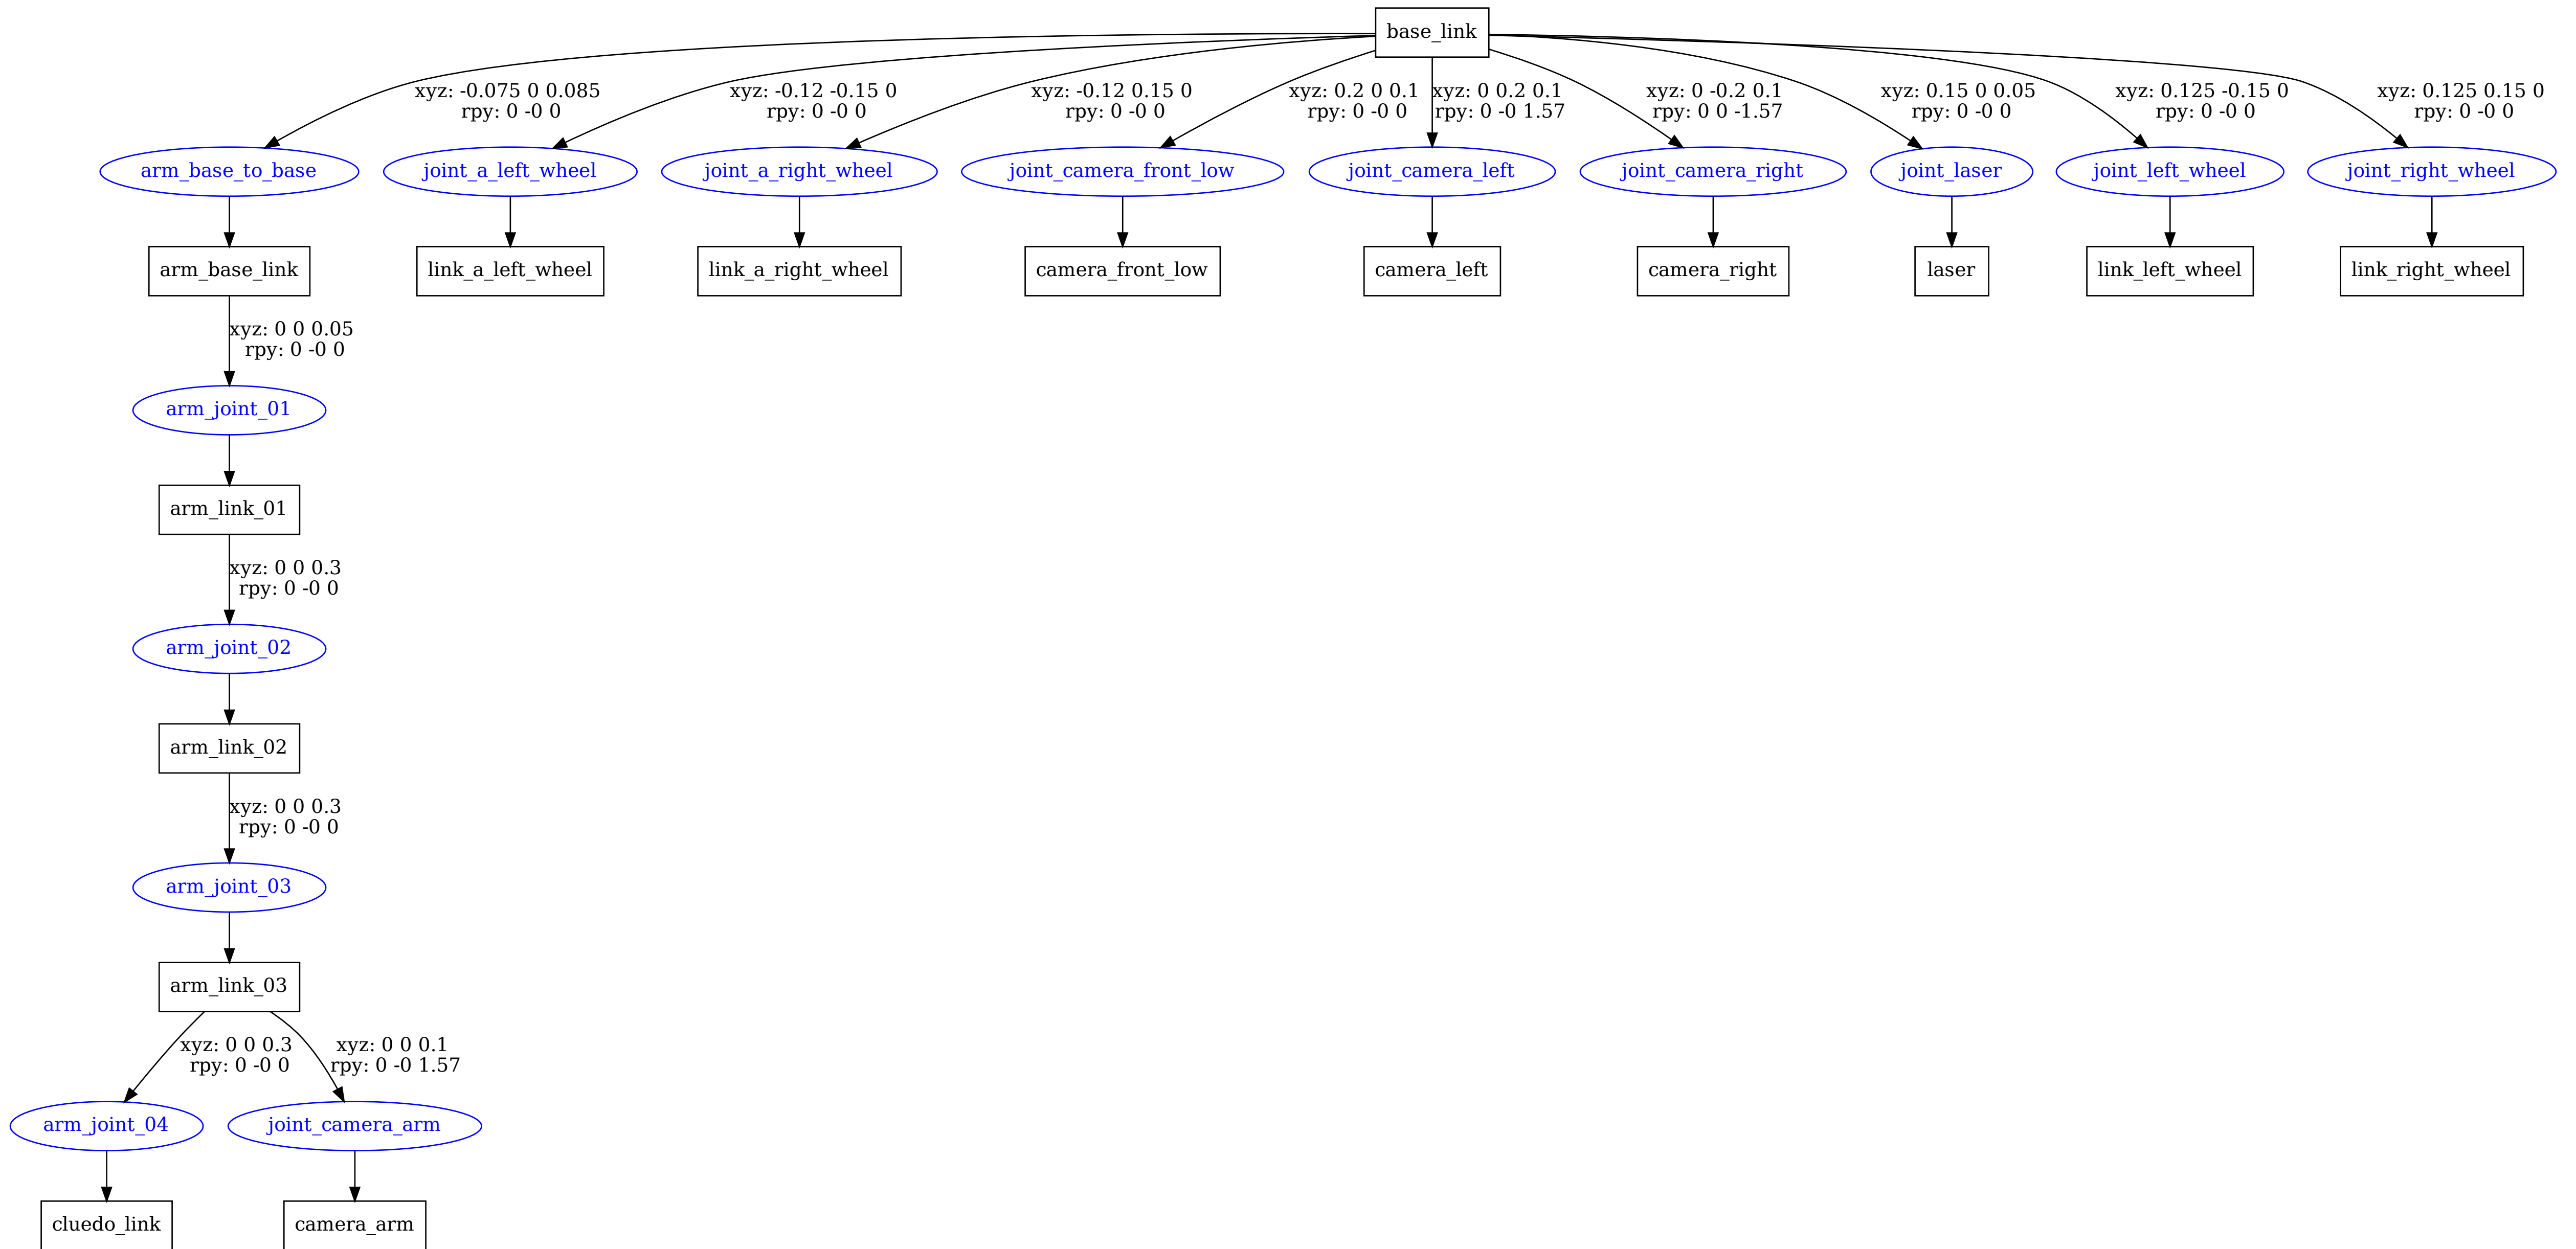 base_link
xyz: -0.075 0 0.085
rpy: 0 -0 0
xyz: -0.12 -0.15 0
rpy: 0 -0 0
xyz: -0.12 0.15 0
rpy: 0 -0 0
xyz: 0.2 0 0.1
rpy: 0 -0 0
xyz: 0 0.2 0.1
rpy: 0 -0 1.57
xyz: 0 -0.2 0.1
rpy: 0 0 -1.57
xyz: 0.15 0 0.05
rpy: 0 -0 0
xyz: 0.125 -0.15 0
rpy: 0 -0 0
xyz: 0.125 0.15 0
rpy: 0 -0 0
arm_base_to_base
joint_a_left_wheel
joint_a_right_wheel
joint_camera_front_low
joint_camera_left
joint_camera_right
joint_laser
joint_left_wheel
joint_right_wheel
arm_base_link
link_a_left_wheel
link_a_right_wheel
camera_front_low
camera_left
camera_right
laser
link_left_wheel
link_right_wheel
xyz: 0 0 0.05
rpy: 0 -0 0
arm_joint_01
arm_link_01
xyz: 0 0 0.3
rpy: 0 -0 0
arm_joint_02
arm_link_02
xyz: 0 0 0.3
rpy: 0 -0 0
arm_joint_03
arm_link_03
xyz: 0 0 0.3
rpy: 0 -0 0
xyz: 0 0 0.1
rpy: 0 -0 1.57
arm_joint_04
joint_camera_arm
cluedo_link
camera_arm